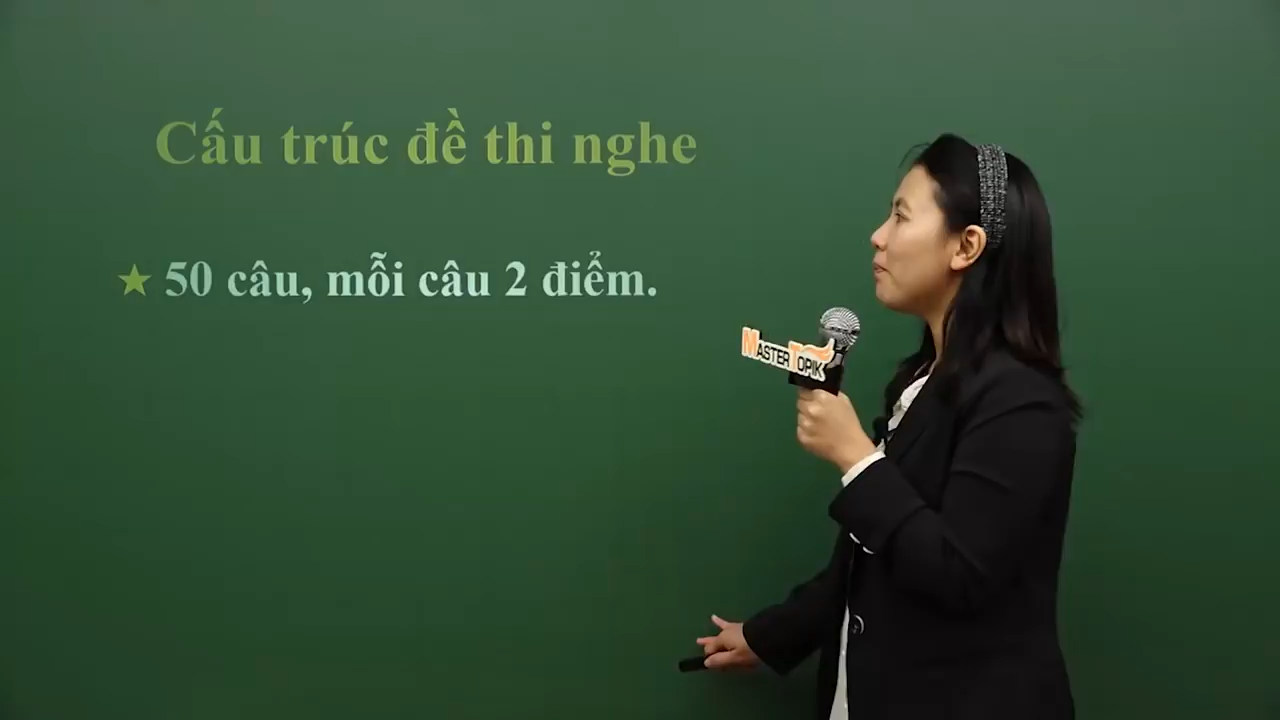 Cấu trúc đề thi nghe
★ 50 câu, mỗi câu 2 điểm.
MASTER TOPIK